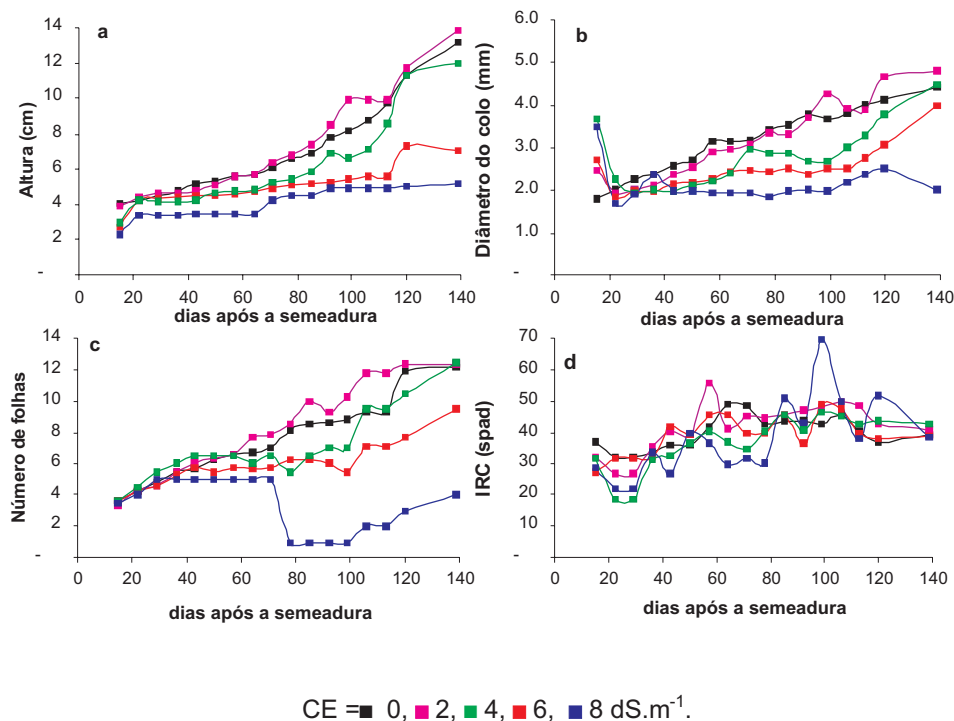 a
Altura (cm)
14
12
10
8
6
4
2
-
0 20 40 60 80 100 120 140
dias após a semeadura
b
Diâmetro do colo (mm)
6.0
5.0
4.0
3.0
2.0
1.0
-
0 20 40 60 80 100 120 140
dias após a semeadura
c
Número de folhas
14
12
10
8
6
4
2
-
0 20 40 60 80 100 120 140
dias após a semeadura
d
IRC (spad)
70
60
50
40
30
20
10
-
0 20 40 60 80 100 120 140
dias após a semeadura
CE = 0, 2, 4, 6, 8 dS.m⁻¹.